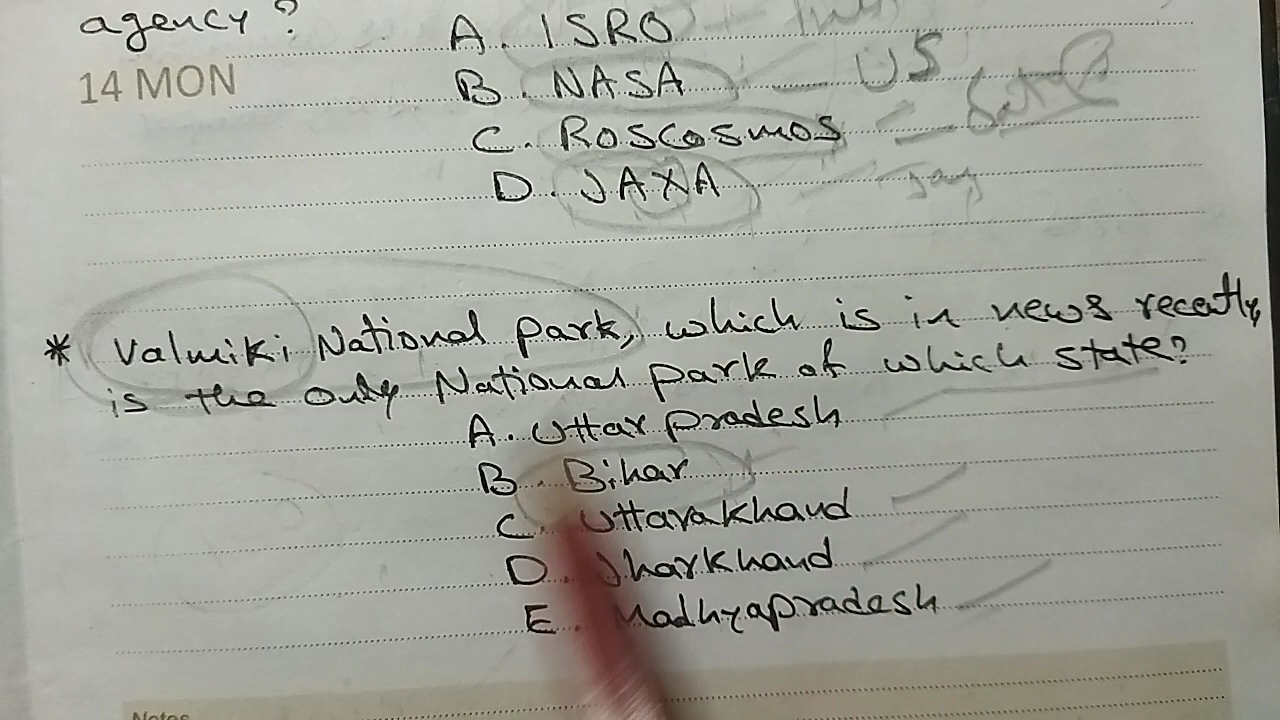 agency?
A. ISRO
14 MON
B. NASA — US
C. Roscosmos
D. JAXA
* Valmiki National park, which is in news recently,
is the only National park of which state?
A. Uttar pradesh
B. Bihar
C. Uttarakhand
D. Jharkhand
E. Madhyapradesh
Notes